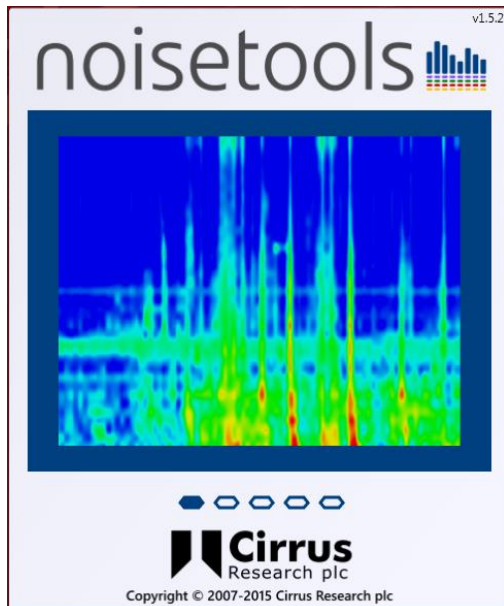 v1.5.2
noisetools
Cirrus
Research plc
Copyright © 2007-2015 Cirrus Research plc